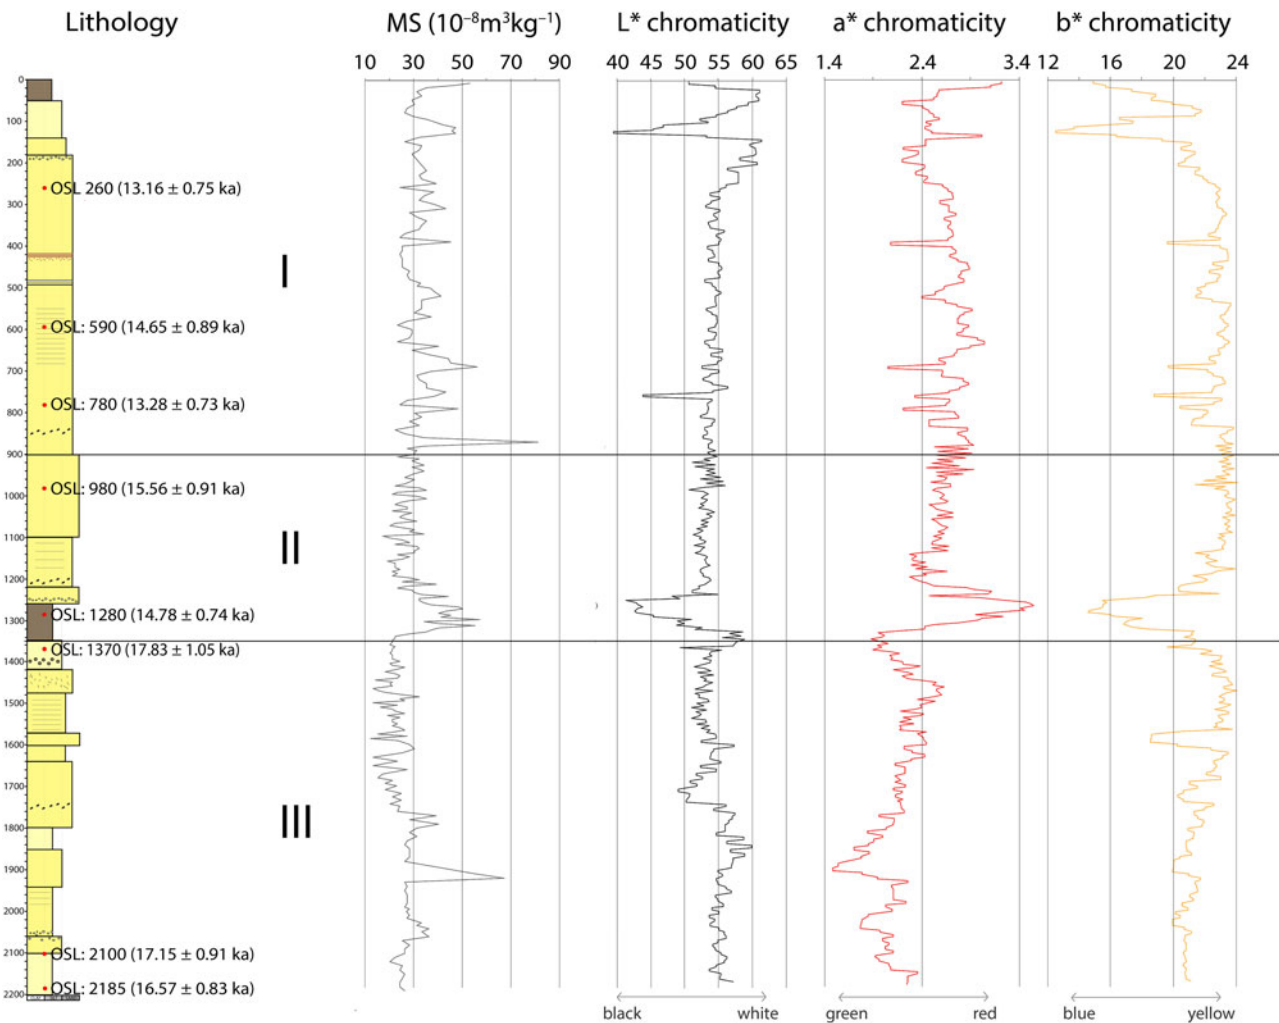 Lithology MS (10⁻⁸m³kg⁻¹) L* chromaticity a* chromaticity b* chromaticity
10 30 50 70 90 40 45 50 55 60 65 1.4 2.4 3.4 12 16 20 24
0
100
200
OSL 260 (13.16 ± 0.75 ka)
300
400
I
500
600 OSL: 590 (14.65 ± 0.89 ka)
700
800 OSL: 780 (13.28 ± 0.73 ka)
900
1000 OSL: 980 (15.56 ± 0.91 ka)
1100
II
1200
1300 OSL: 1280 (14.78 ± 0.74 ka)
OSL: 1370 (17.83 ± 1.05 ka)
1400
1500
1600
1700
1800 III
1900
2000
2100 OSL: 2100 (17.15 ± 0.91 ka)
OSL: 2185 (16.57 ± 0.83 ka)
2200
black white green red blue yellow